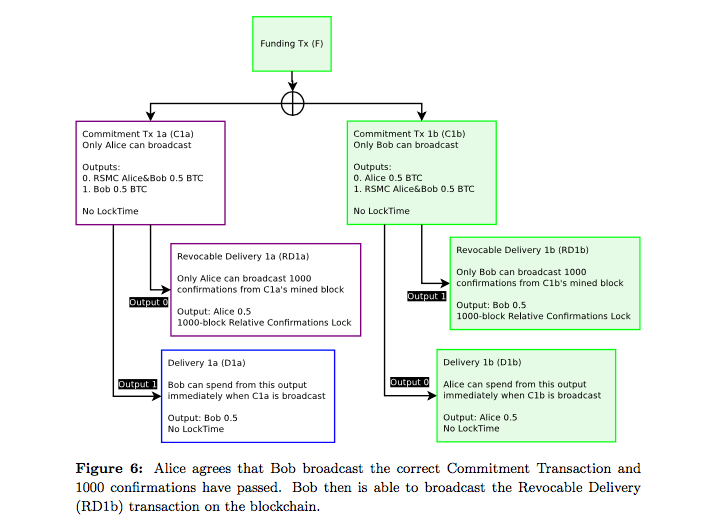 Funding Tx (F)
Commitment Tx 1a (C1a)
Only Alice can broadcast
Outputs:
0. RSMC Alice&Bob 0.5 BTC
1. Bob 0.5 BTC
No LockTime
Commitment Tx 1b (C1b)
Only Bob can broadcast
Outputs:
0. Alice 0.5 BTC
1. RSMC Alice&Bob 0.5 BTC
No LockTime
Revocable Delivery 1a (RD1a)
Only Alice can broadcast 1000
confirmations from C1a's mined block
Output: Alice 0.5
1000-block Relative Confirmations Lock
Output 0
Revocable Delivery 1b (RD1b)
Only Bob can broadcast 1000
confirmations from C1b's mined block
Output: Bob 0.5
1000-block Relative Confirmations Lock
Output 1
Delivery 1a (D1a)
Bob can spend from this output
immediately when C1a is broadcast
Output: Bob 0.5
No LockTime
Output 1
Delivery 1b (D1b)
Alice can spend from this output
immediately when C1b is broadcast
Output: Alice 0.5
No LockTime
Output 0
Figure 6: Alice agrees that Bob broadcast the correct Commitment Transaction and
1000 confirmations have passed. Bob then is able to broadcast the Revocable Delivery
(RD1b) transaction on the blockchain.